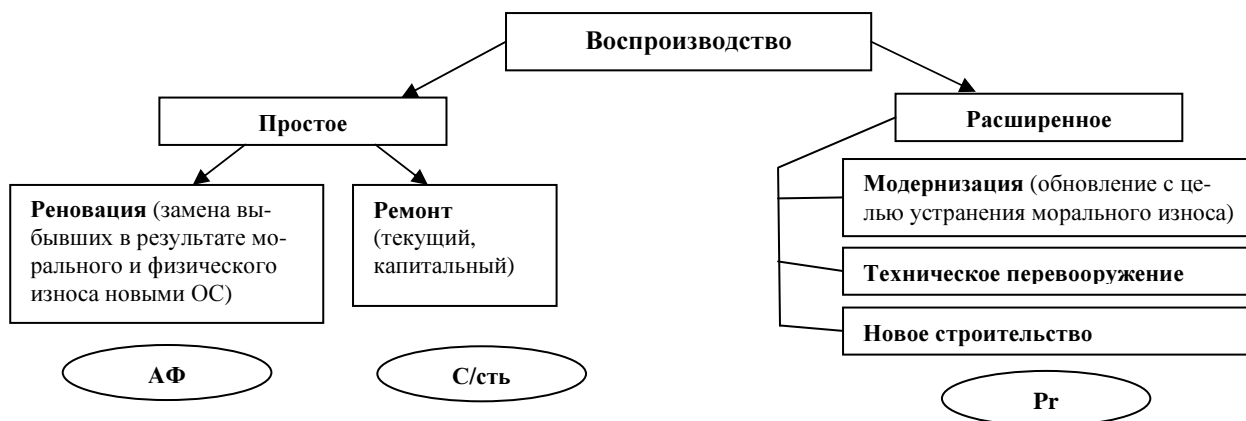 Воспроизводство
Простое
Расширенное
Реновация (замена вы-
бывших в результате мо-
рального и физического
износа новыми ОС)
Ремонт
(текущий,
капитальный)
Модернизация (обновление с це-
лью устранения морального износа)
Техническое перевооружение
Новое строительство
АФ
С/сть
Pr